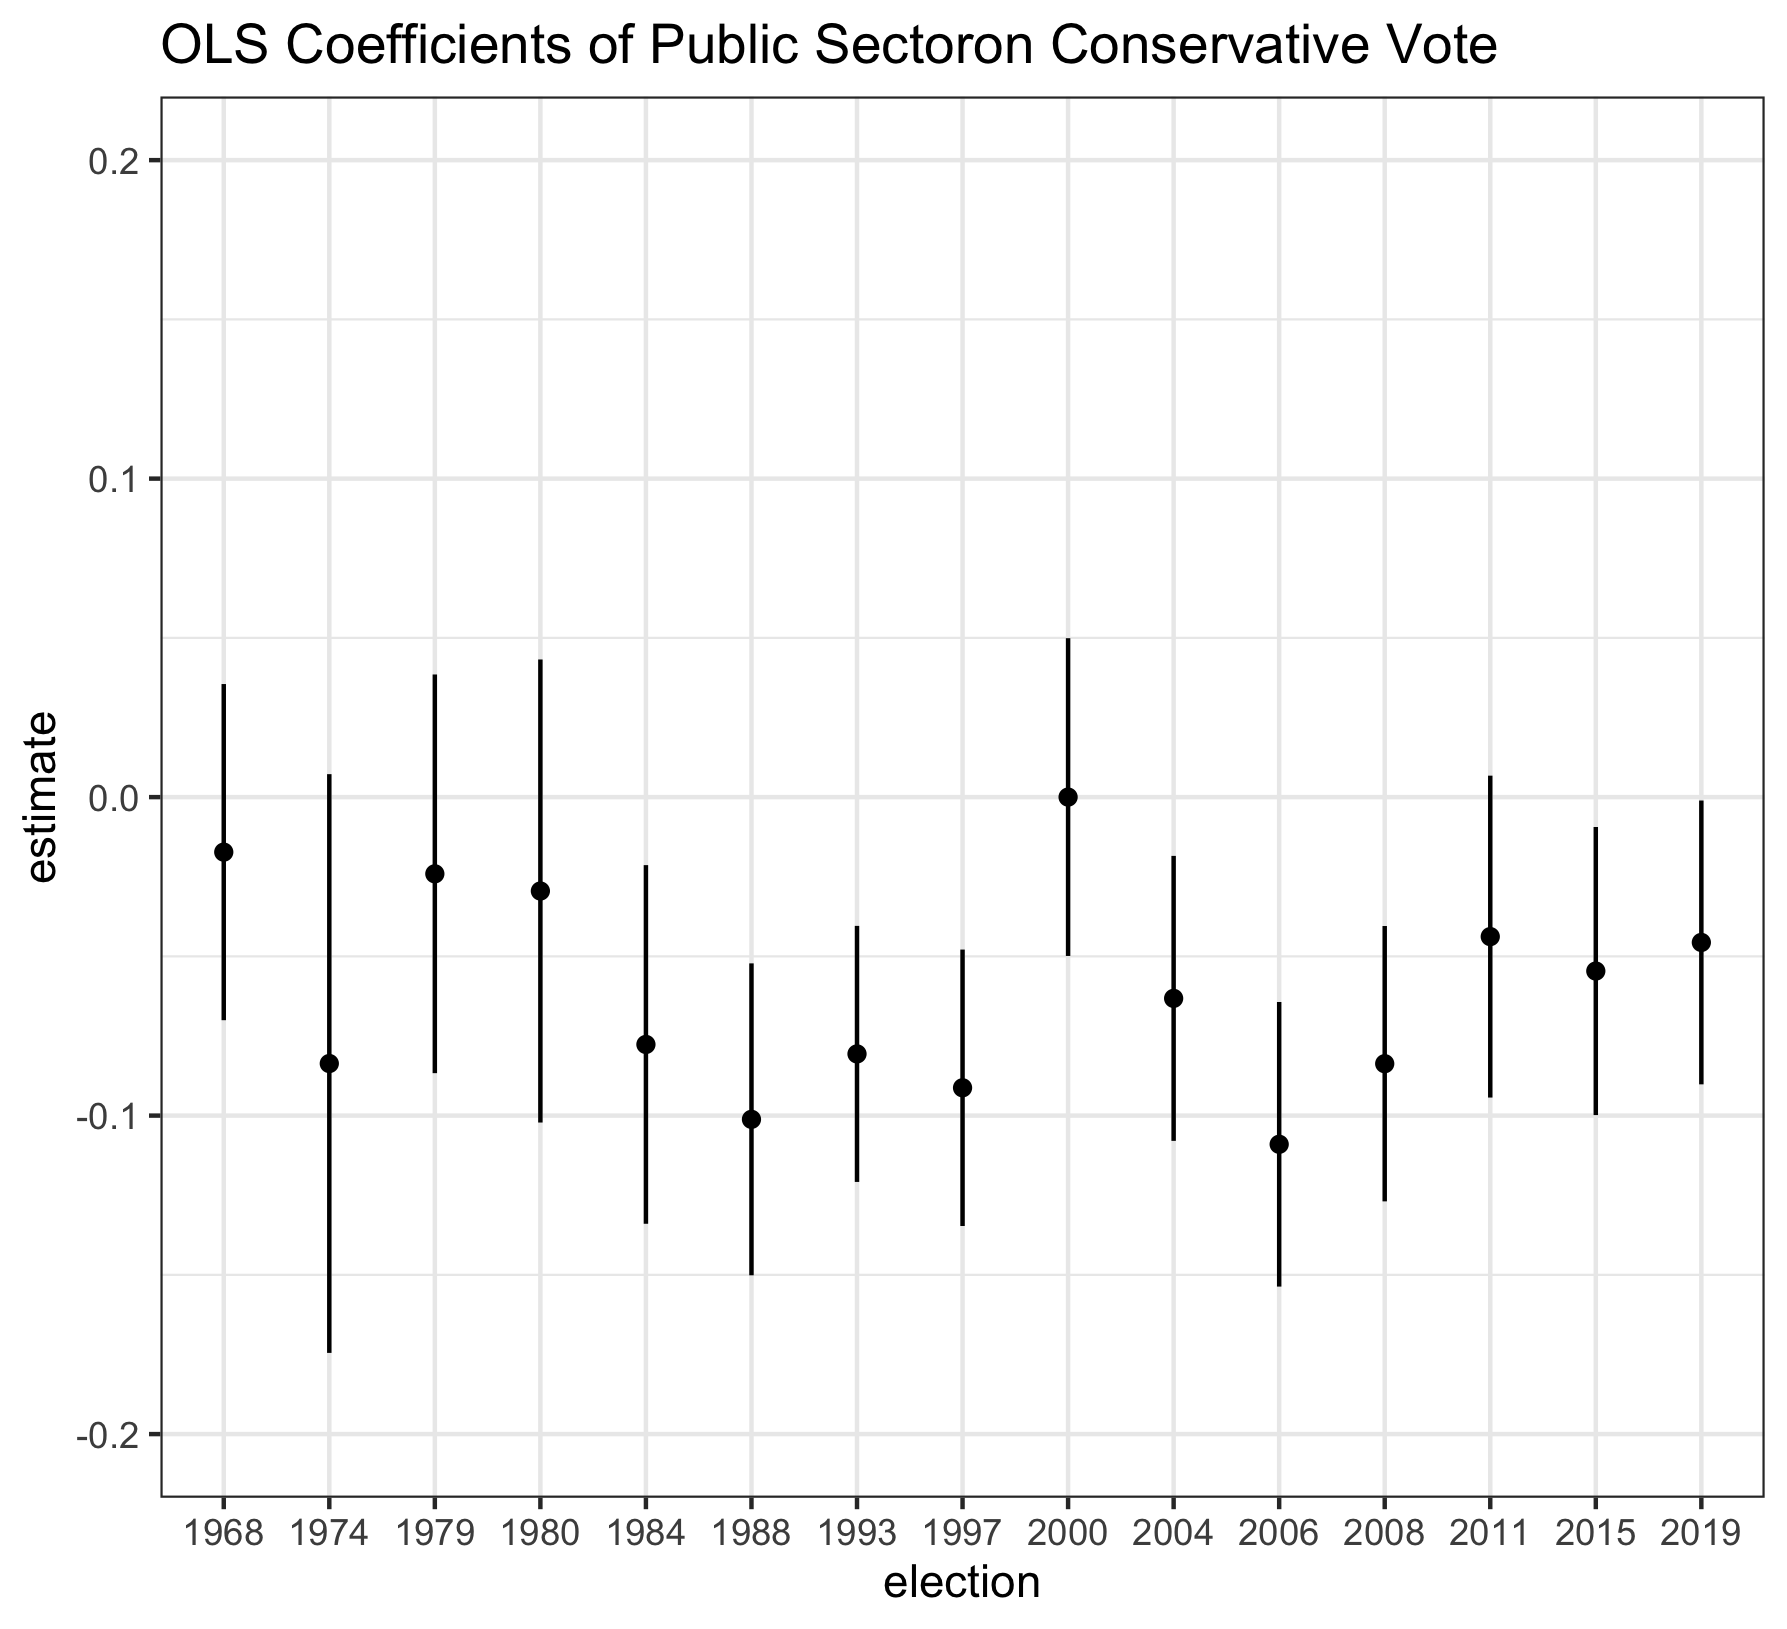 OLS Coefficients of Public Sectoron Conservative Vote
0.2
0.1
0.0
-0.1
-0.2
estimate
1968 1974 1979 1980 1984 1988 1993 1997 2000 2004 2006 2008 2011 2015 2019
election